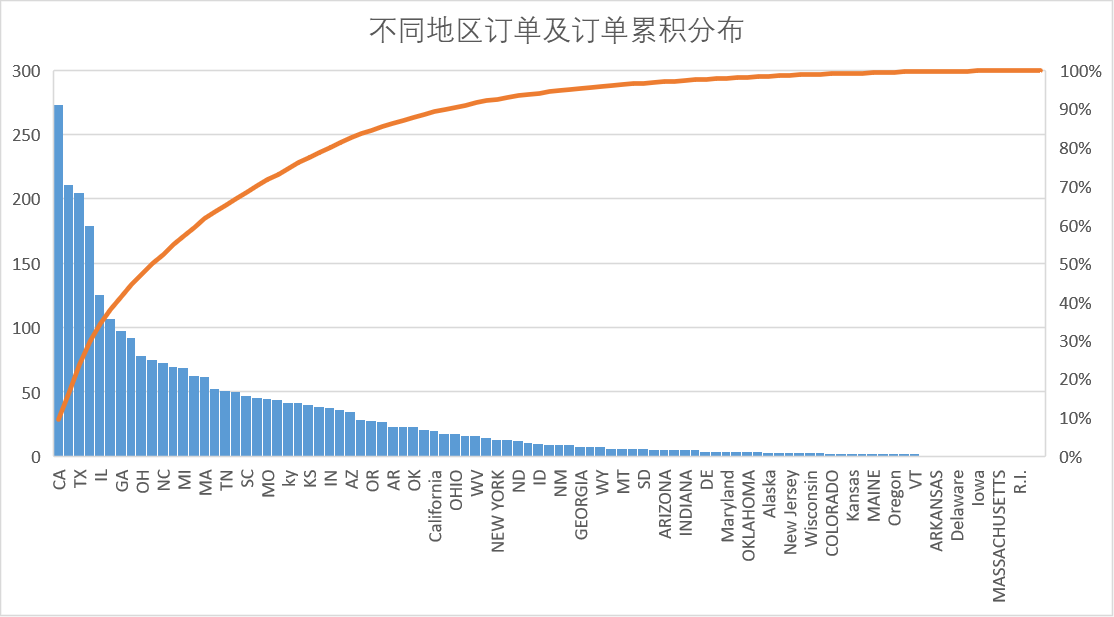 不同地区订单及订单累积分布
300
250
200
150
100
50
0
100%
90%
80%
70%
60%
50%
40%
30%
20%
10%
0%
CA
TX
IL
GA
OH
NC
MI
MA
TN
SC
MO
ky
KS
IN
AZ
OR
AR
OK
California
OHIO
WV
NEW YORK
ND
ID
NM
GEORGIA
WY
MT
SD
ARIZONA
INDIANA
DE
Maryland
OKLAHOMA
Alaska
New Jersey
Wisconsin
COLORADO
Kansas
MAINE
Oregon
VT
ARKANSAS
Delaware
Iowa
MASSACHUSETTS
R.I.